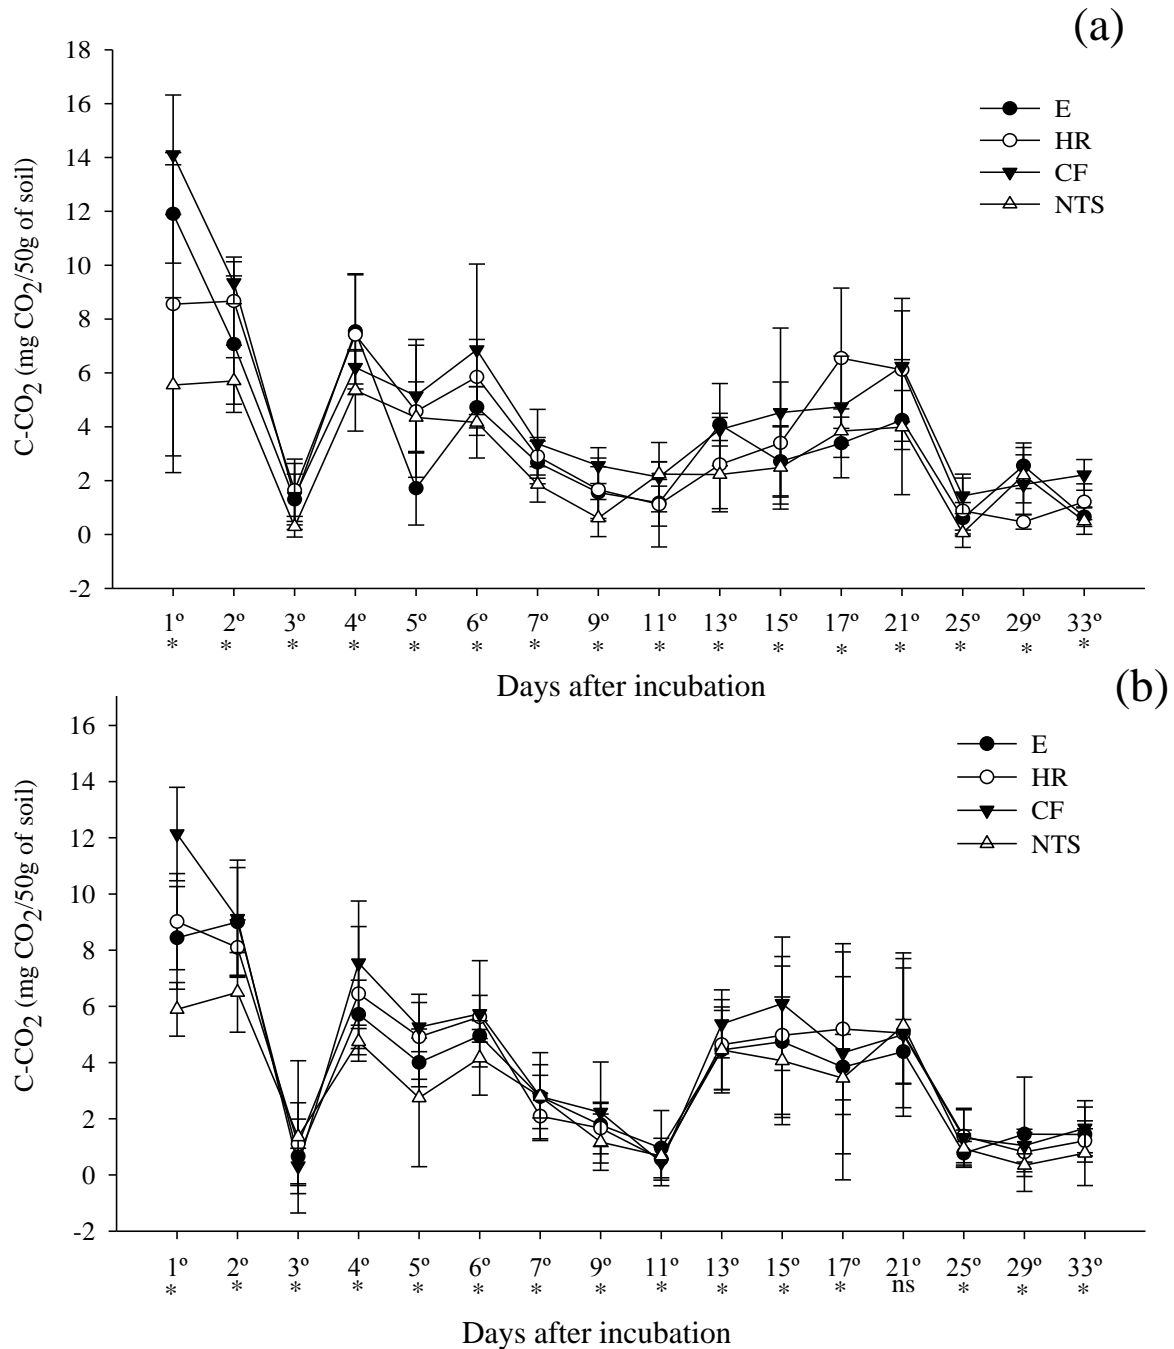 (a)
18
16
14
12
10
8
6
4
2
0
-2
C-CO2 (mg CO2/50g of soil)
E
HR
CF
NTS
1º 2º 3º 4º 5º 6º 7º 9º 11º 13º 15º 17º 21º 25º 29º 33º
* * * * * * * * * * * * * * * *
Days after incubation
(b)
16
14
12
10
8
6
4
2
0
-2
C-CO2 (mg CO2/50g of soil)
E
HR
CF
NTS
1º 2º 3º 4º 5º 6º 7º 9º 11º 13º 15º 17º 21º 25º 29º 33º
* * * * * * * * * * * * ns * * *
Days after incubation